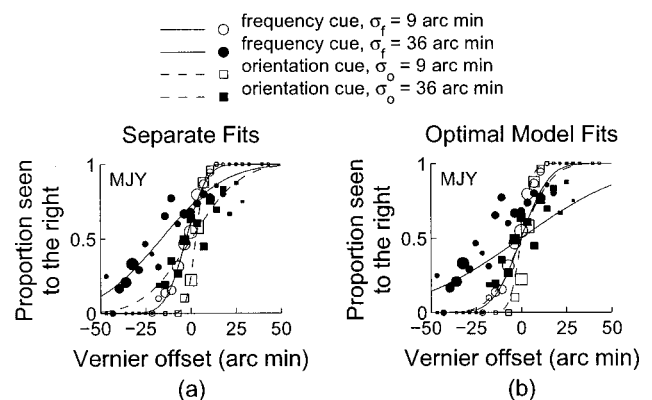 frequency cue, σf = 9 arc min
frequency cue, σf = 36 arc min
orientation cue, σo = 9 arc min
orientation cue, σo = 36 arc min
Separate Fits
Optimal Model Fits
Proportion seen
to the right
1
0.5
0
MJY
−50 −25 0 25 50
Vernier offset (arc min)
(a)
Proportion seen
to the right
1
0.5
0
MJY
−50 −25 0 25 50
Vernier offset (arc min)
(b)